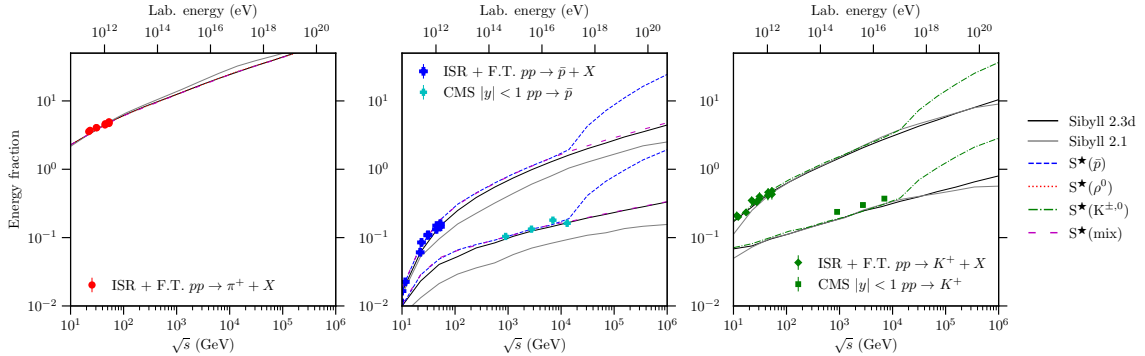 Lab. energy (GeV) Lab. energy (GeV) Lab. energy (GeV)
10^12 10^14 10^16 10^18 10^20 10^12 10^14 10^16 10^18 10^20 10^12 10^14 10^16 10^18 10^20
Energy fraction
10^1 10^1 10^1
10^0 10^0 10^0
10^−1 10^−1 10^−1
10^−2 10^−2 10^−2
ISR + F.T. pp → π^+ + X
ISR + F.T. pp → p̄ + X
CMS |y| < 1 pp → p̄
ISR + F.T. pp → K^+ + X
CMS |y| < 1 pp → K^+
Sibyll 2.3d
Sibyll 2.1
S^★(p̄)
S^★(ρ^0)
S^★(K^±,0)
S^★(mix)
10^1 10^2 10^3 10^4 10^5 10^6 10^1 10^2 10^3 10^4 10^5 10^6 10^1 10^2 10^3 10^4 10^5 10^6
√s (GeV) √s (GeV) √s (GeV)